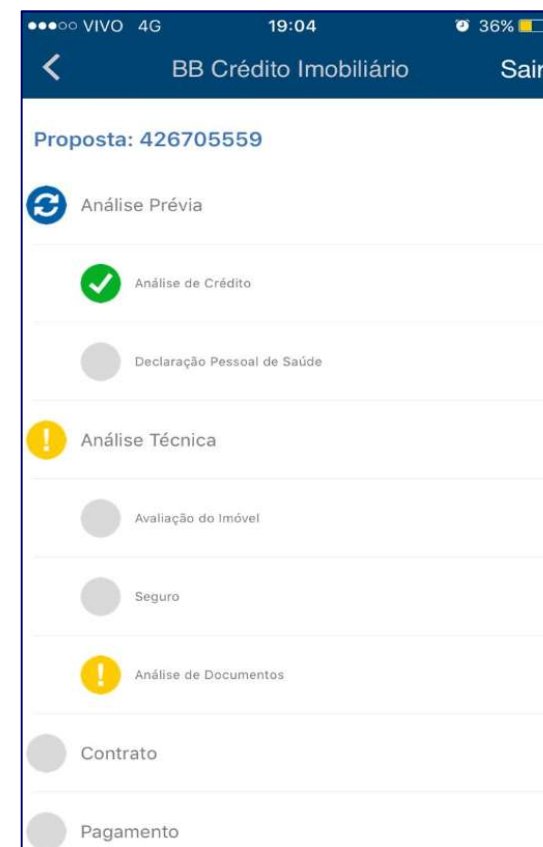 VIVO 4G 19:04 36%
BB Crédito Imobiliário Sair
Proposta: 426705559
Análise Prévia
Análise de Crédito
Declaração Pessoal de Saúde
! Análise Técnica
Avaliação do Imóvel
Seguro
! Análise de Documentos
Contrato
Pagamento